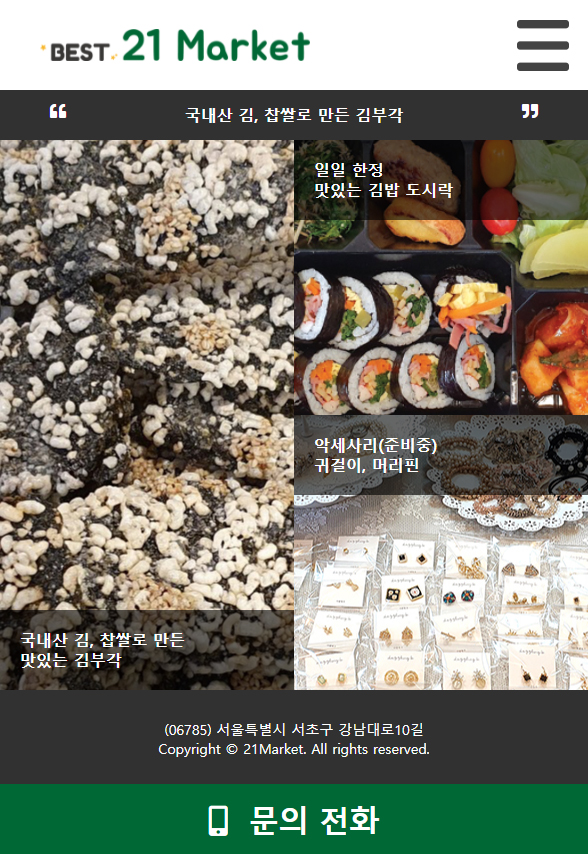 BEST 21 Market
국내산 김, 찹쌀로 만든 김부각
일일 한정
맛있는 김밥 도시락
악세사리(준비중)
귀걸이, 머리핀
국내산 김, 찹쌀로 만든
맛있는 김부각
(06785) 서울특별시 서초구 강남대로10길
Copyright © 21Market. All rights reserved.
문의 전화